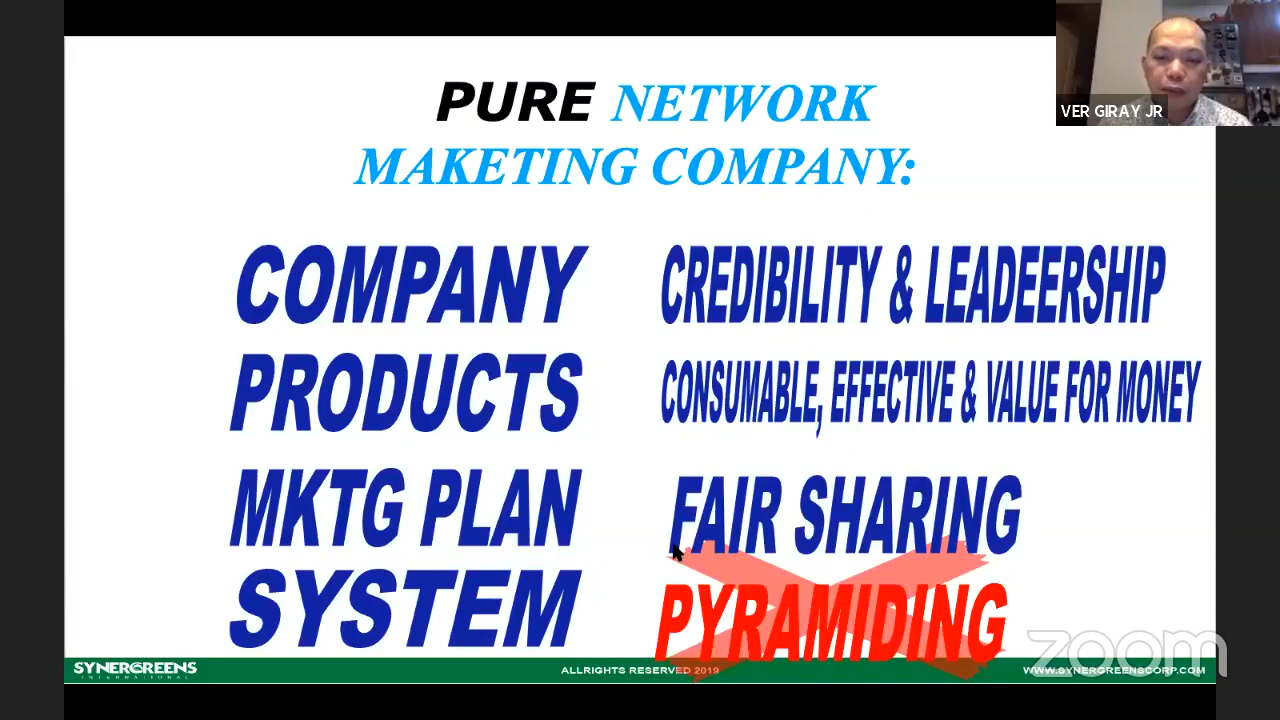 PURE NETWORK
MAKETING COMPANY:
VER GIRAY JR
COMPANY
CREDIBILITY & LEADEERSHIP
PRODUCTS
CONSUMABLE, EFFECTIVE & VALUE FOR MONEY
MKTG PLAN
FAIR SHARING
SYSTEM
PYRAMIDING
zoom
SYNERGREENS
INTERNATIONAL
ALLRIGHTS RESERVED 2019
WWW.SYNERGREENSCORP.COM